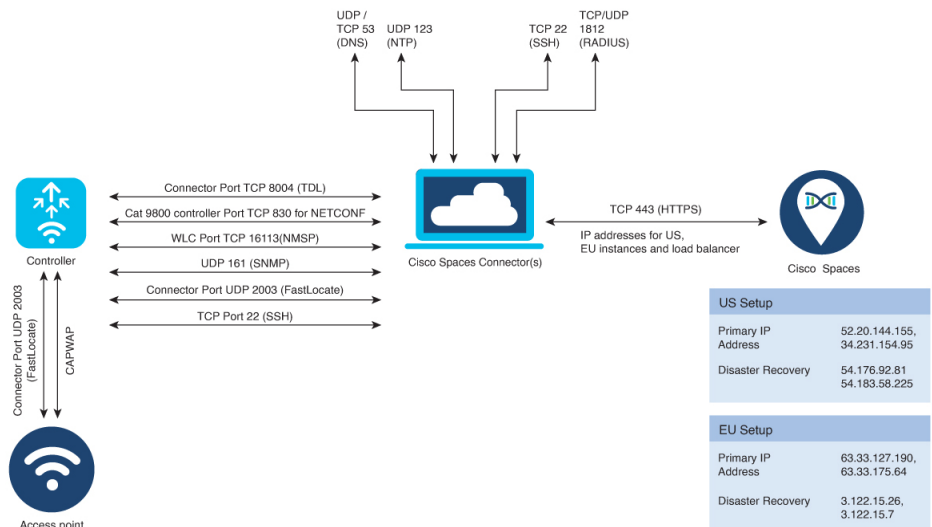 UDP /
TCP 53
(DNS)
UDP 123
(NTP)
TCP 22
(SSH)
TCP/UDP
1812
(RADIUS)
Connector Port TCP 8004 (TDL)
Cat 9800 controller Port TCP 830 for NETCONF
WLC Port TCP 16113(NMSP)
UDP 161 (SNMP)
Connector Port UDP 2003 (FastLocate)
TCP Port 22 (SSH)
Controller
Cisco Spaces Connector(s)
TCP 443 (HTTPS)
IP addresses for US,
EU instances and load balancer
Cisco Spaces
Connector Port UDP 2003
(FastLocate)
CAPWAP
Access point
US Setup
Primary IP
Address
52.20.144.155,
34.231.154.95
Disaster Recovery
54.176.92.81
54.183.58.225
EU Setup
Primary IP
Address
63.33.127.190,
63.33.175.64
Disaster Recovery
3.122.15.26,
3.122.15.7